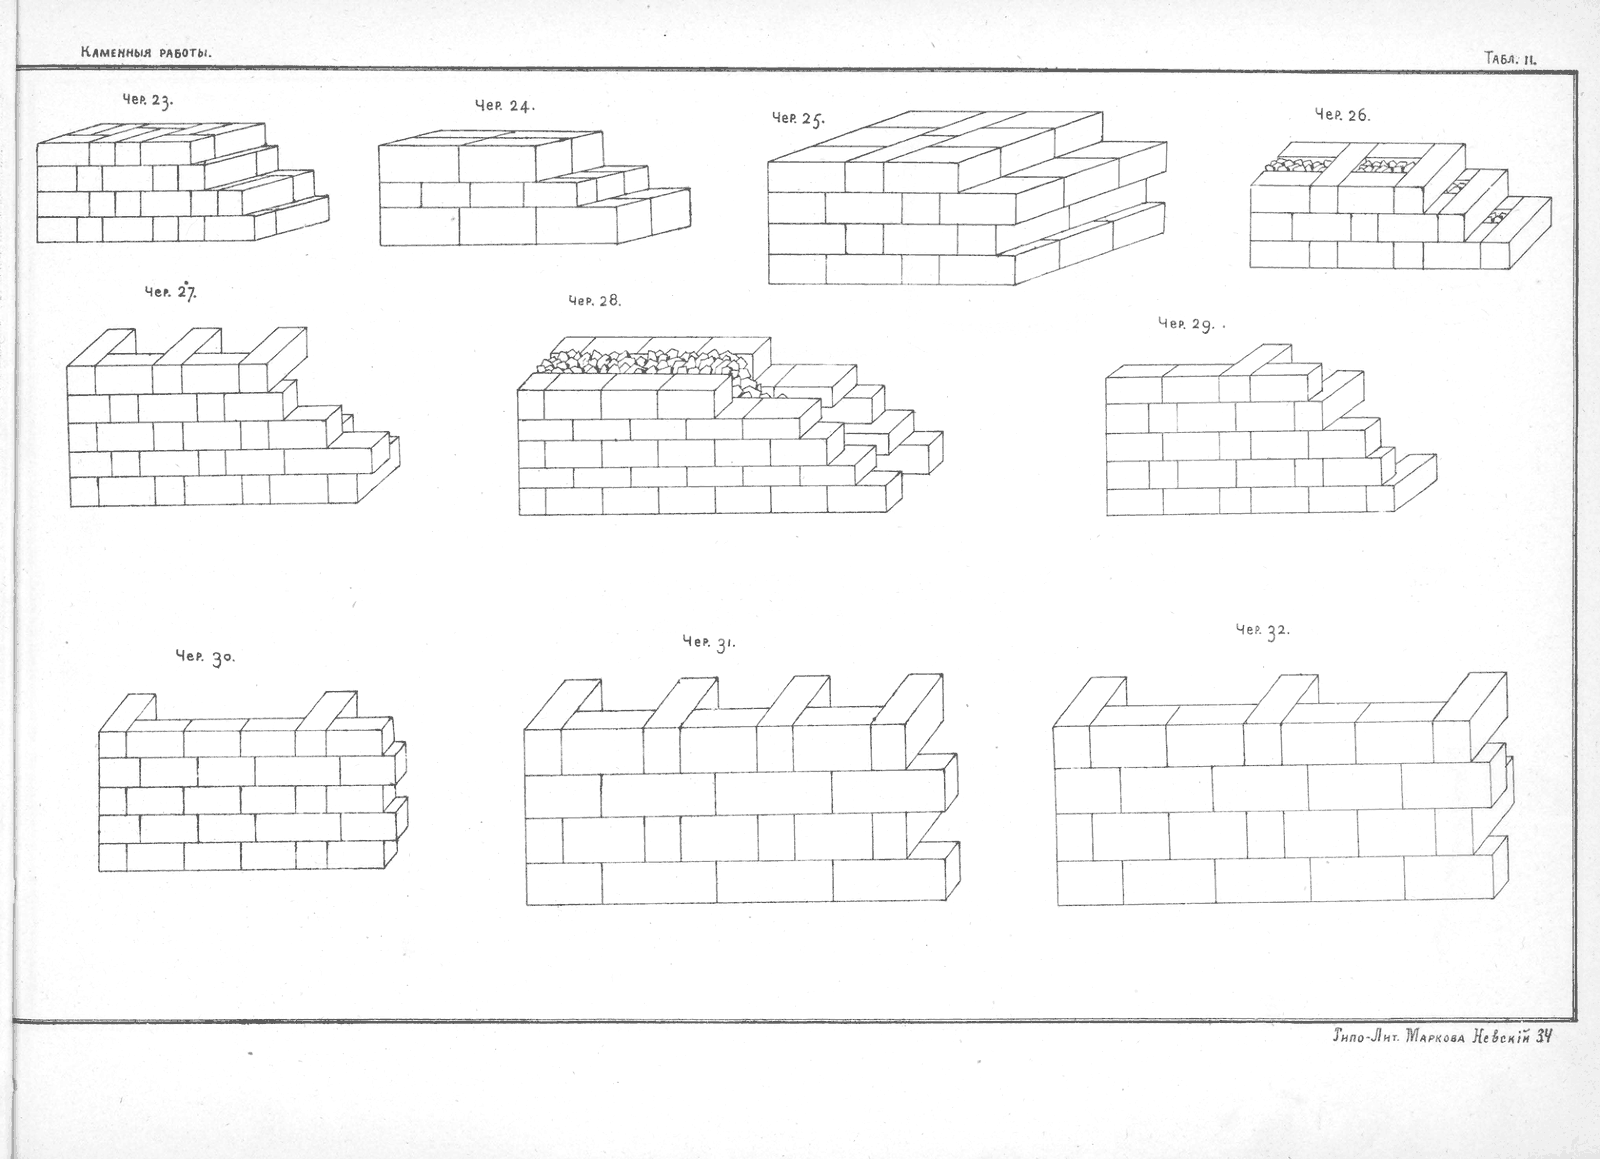 Каменныя работы.
Табл. II.
Чер. 23.
Чер. 24.
Чер. 25.
Чер. 26.
Чер. 27.
Чер. 28.
Чер. 29.
Чер. 30.
Чер. 31.
Чер. 32.
Типо-Лит. Маркова Невскій 34